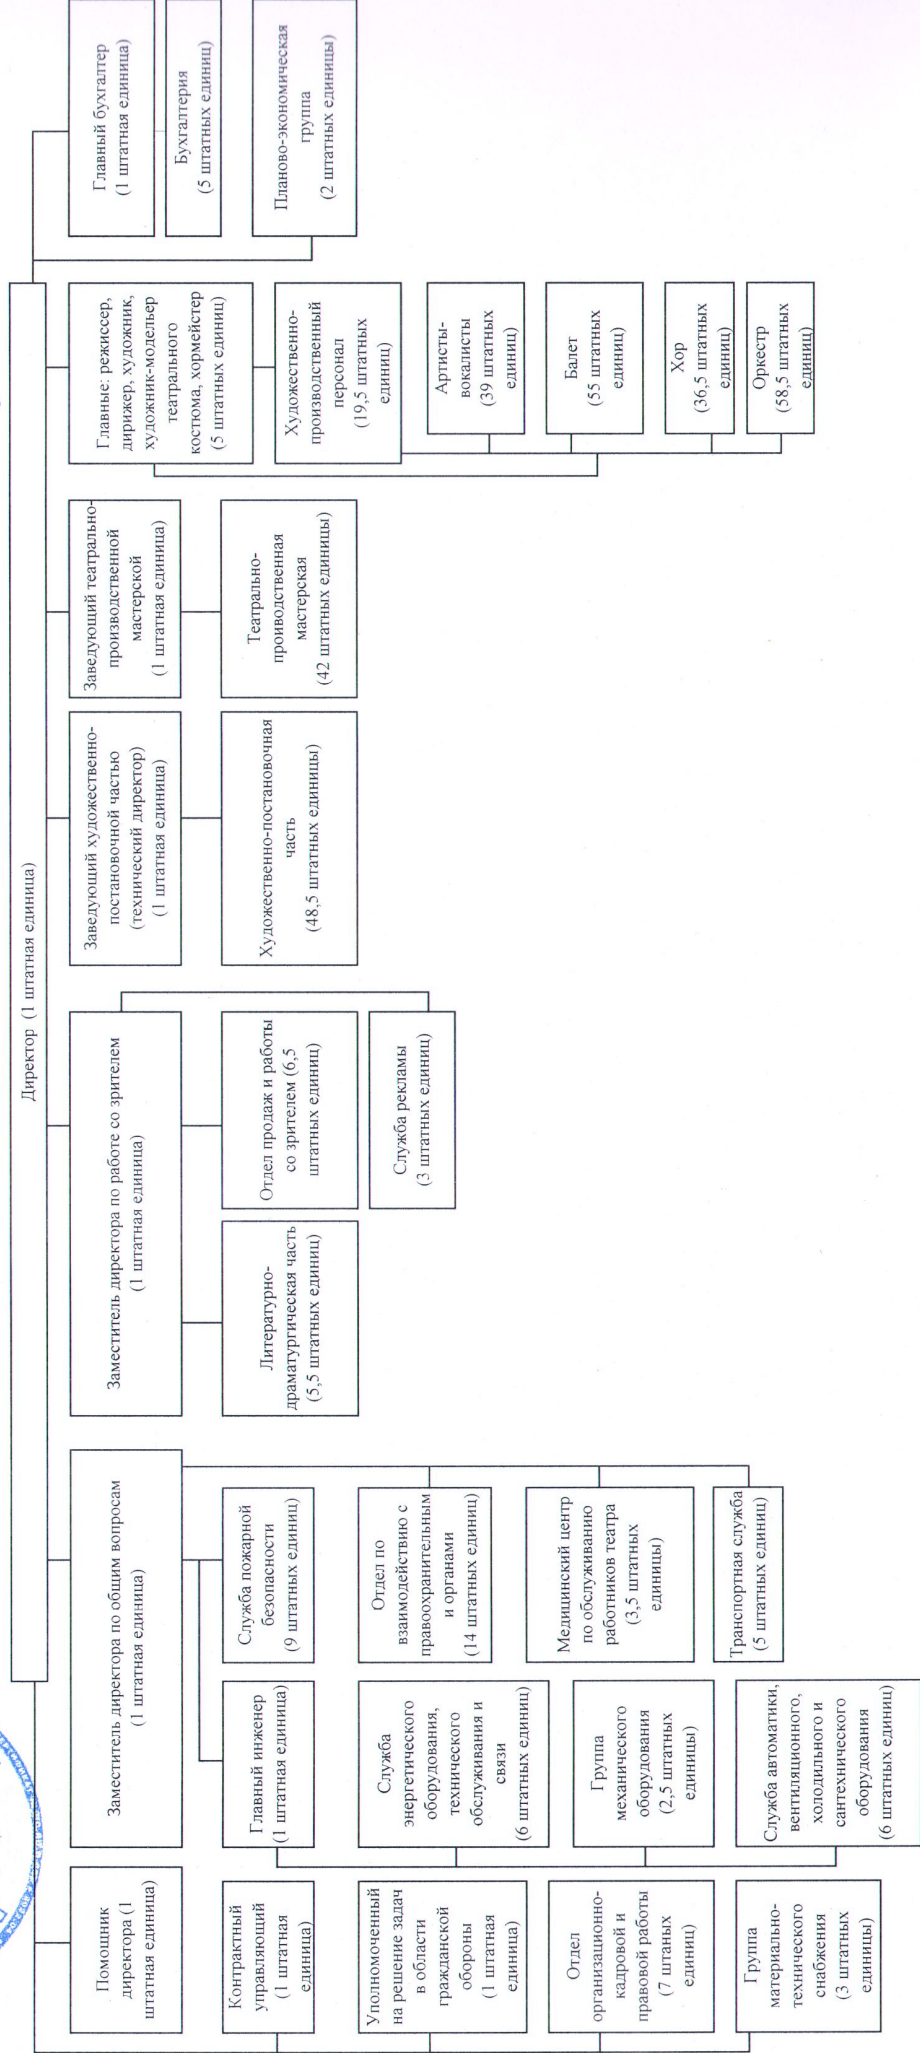 Директор (1 штатная единица)
Помощник
директора (1
штатная единица)
Контрактный
управляющий
(1 штатная
единица)
Уполномоченный
на решение задач
в области
гражданской
обороны
(1 штатная
единица)
Отдел
организационно-
кадровой и
правовой работы
(7 штаных
единиц)
Группа
материально-
технического
снабжения
(3 штатных
единицы)
Заместитель директора по общим вопросам
(1 штатная единица)
Главный инженер
(1 штатная единица)
Служба
энергетического
оборудования,
технического
обслуживания и
связи
(6 штатных единиц)
Группа
механического
оборудования
(2,5 штатных
единицы)
Служба автоматики,
вентиляционного,
холодильного и
сантехнического
оборудования
(6 штатных единиц)
Служба пожарной
безопасности
(9 штатных единиц)
Отдел по
взаимодействию с
правоохранительным
и органами
(14 штатных единиц)
Медицинский центр
по обслуживанию
работников театра
(3,5 штатных
единицы)
Транспортная служба
(5 штатных единиц)
Заместитель директора по работе со зрителем
(1 штатная единица)
Литературно-
драматургическая часть
(5,5 штатных единиц)
Отдел продаж и работы
со зрителем (6,5
штатных единиц)
Служба рекламы
(3 штатных единиц)
Заведующий художественно-
постановочной частью
(технический директор)
(1 штатная единица)
Художественно-постановочная
часть
(48,5 штатных единицы)
Заведующий театрально-
производственной
мастерской
(1 штатная единица)
Театрально-
проиводственная
мастерская
(42 штатных единицы)
Главные: режиссер,
дирижер, художник,
художник-модельер
театрального
костюма, хормейстер
(5 штатных единиц)
Художественно-
производственный
персонал
(19,5 штатных
единиц)
Артисты-
вокалисты
(39 штатных
единиц)
Балет
(55 штатных
единиц)
Хор
(36,5 штатных
единиц)
Оркестр
(58,5 штатных
единиц)
Главный бухгалтер
(1 штатная единица)
Бухгалтерия
(5 штатных единиц)
Планово-экономическая
группа
(2 штатных единицы)